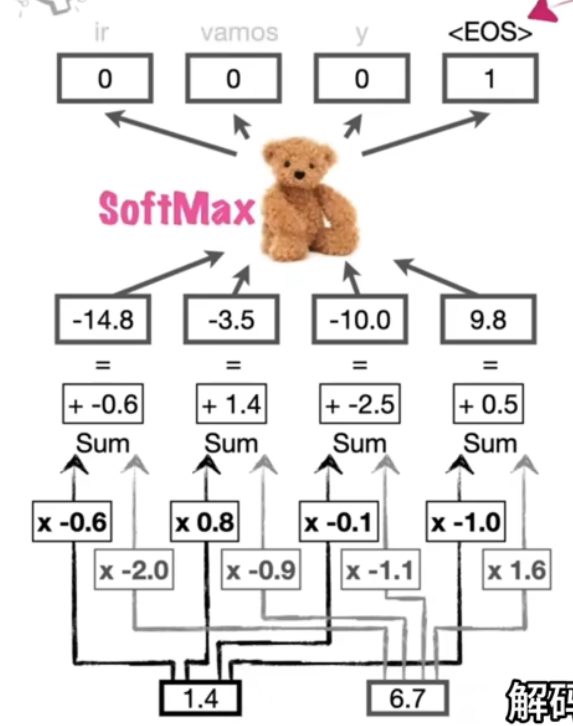 ir vamos y <EOS>
0 0 0 1
SoftMax
-14.8 -3.5 -10.0 9.8
= = = =
+ -0.6 + 1.4 + -2.5 + 0.5
Sum Sum Sum Sum
x -0.6 x 0.8 x -0.1 x -1.0
x -2.0 x -0.9 x -1.1 x 1.6
1.4 6.7
解码